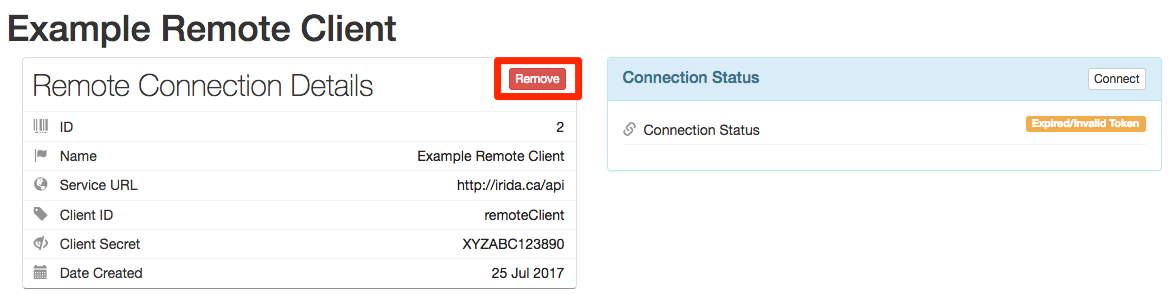 Example Remote Client
Remote Connection Details
Remove
ID
2
Name
Example Remote Client
Service URL
http://irida.ca/api
Client ID
remoteClient
Client Secret
XYZABC123890
Date Created
25 Jul 2017
Connection Status
Connect
Connection Status
Expired/Invalid Token